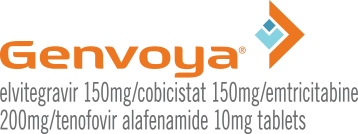 Genvoya®
elvitegravir 150mg/cobicistat 150mg/emtricitabine
200mg/tenofovir alafenamide 10mg tablets